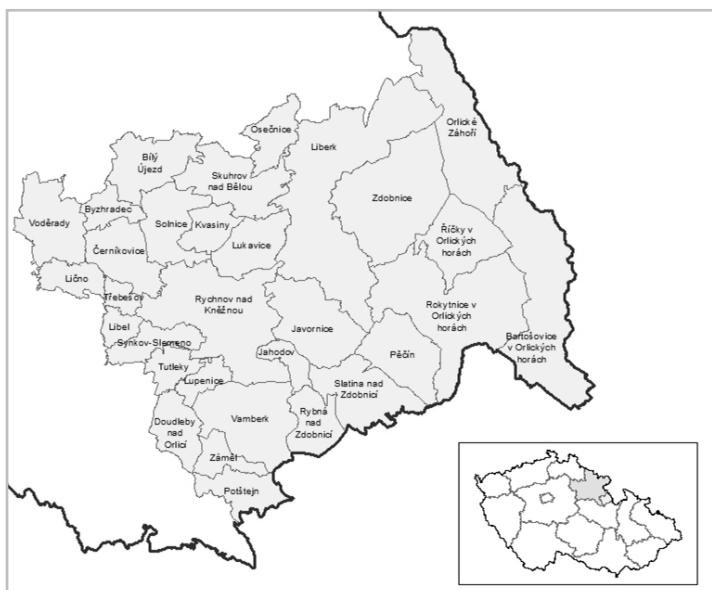 Orlické
Záhoří
Osečnice
Liberk
Bílý
Újezd
Skuhrov
nad Bělou
Zdobnice
Byzhradec
Voděrady
Solnice
Kvasiny
Říčky v
Orlických
horách
Černíkovice
Lukavice
Lično
Třebešov
Rychnov nad
Kněžnou
Rokytnice v
Orlických
horách
Libel
Javornice
Synkov-Slemeno
Bartošovice
v Orlických
horách
Jahodov
Pěčín
Tutleky
Lupenice
Slatina nad
Zdobnicí
Doudleby
nad
Orlicí
Vamberk
Rybná
nad
Zdobnicí
Záměl
Potštejn